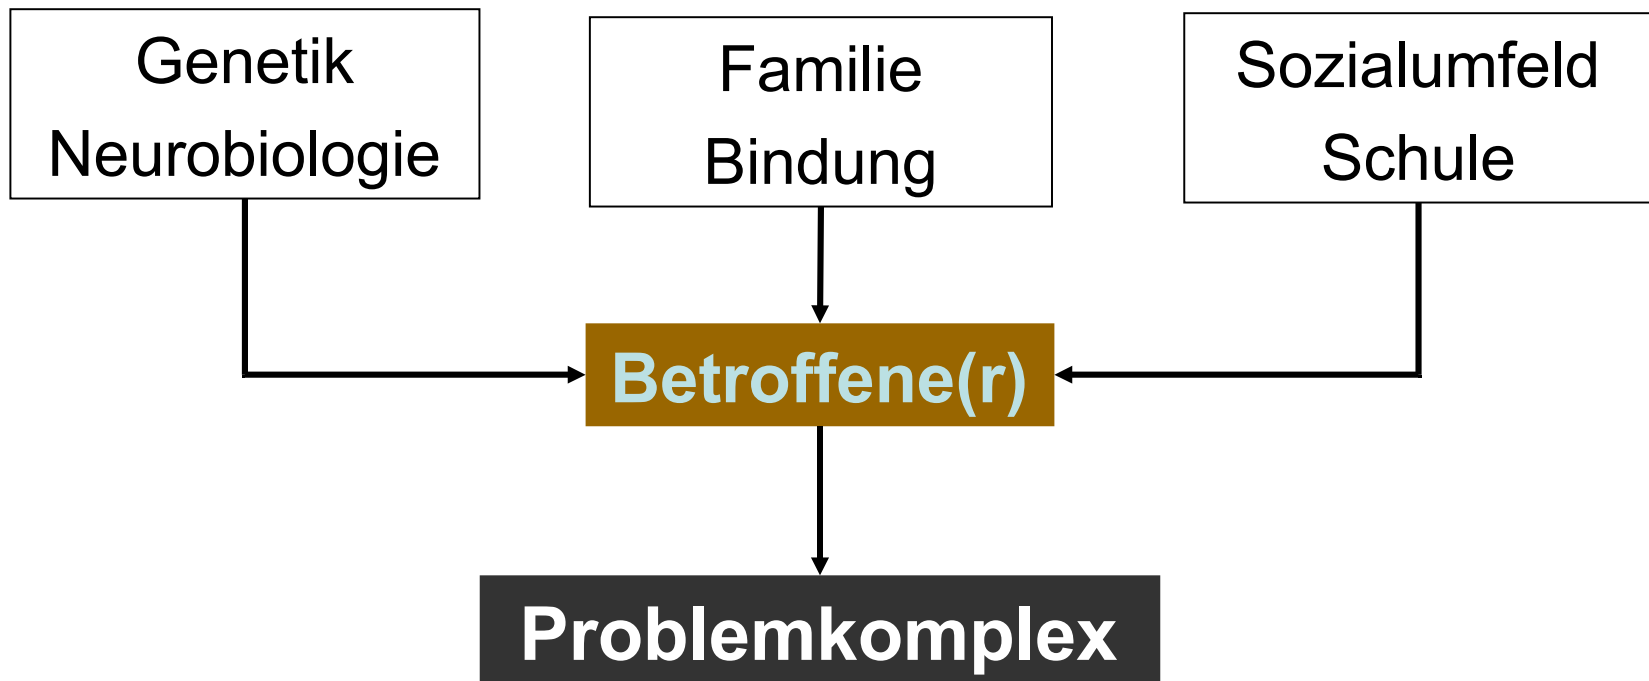 Genetik
Neurobiologie
Familie
Bindung
Sozialumfeld
Schule
Betroffene(r)
Problemkomplex